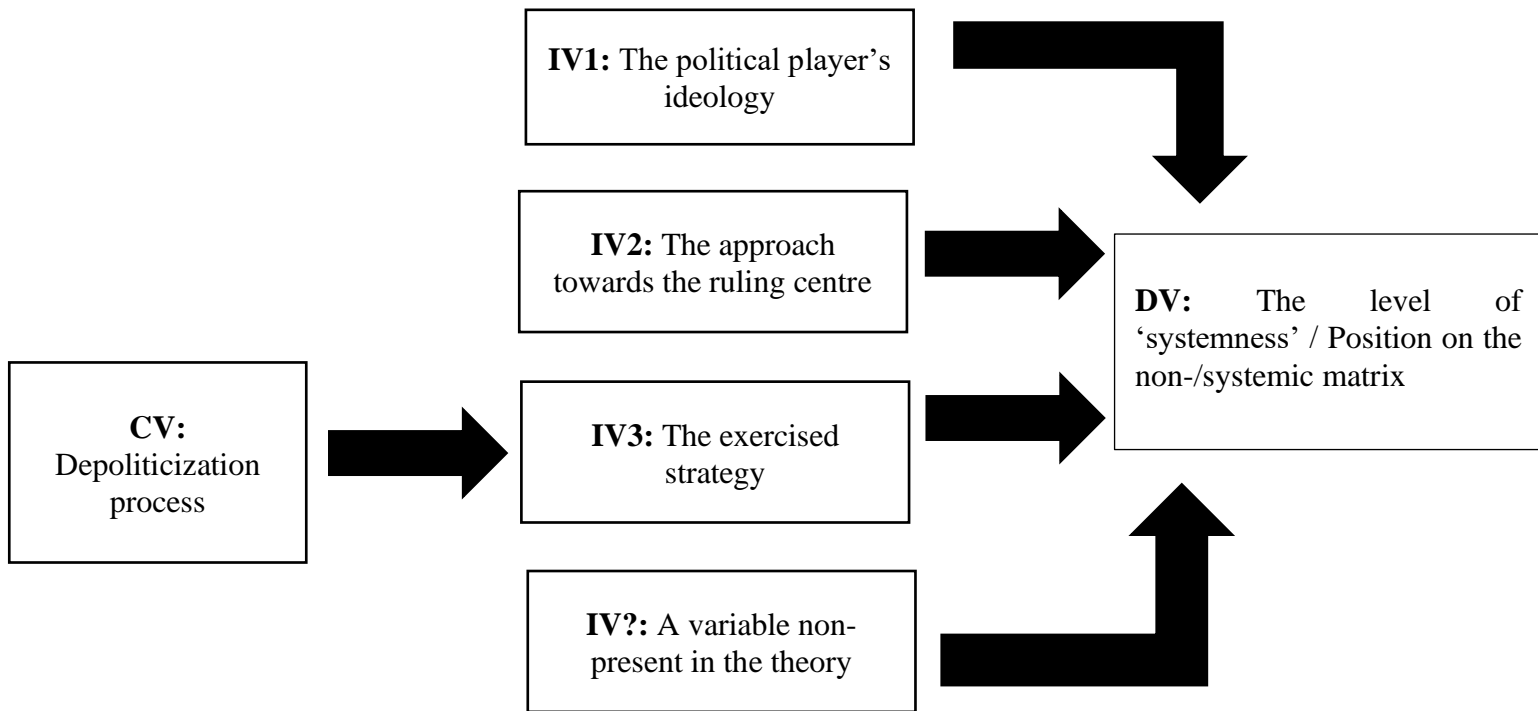 IV1: The political player’s
ideology
IV2: The approach
towards the ruling centre
DV: The level of
‘systemness’ / Position on the
non-/systemic matrix
CV:
Depoliticization
process
IV3: The exercised
strategy
IV?: A variable non-
present in the theory